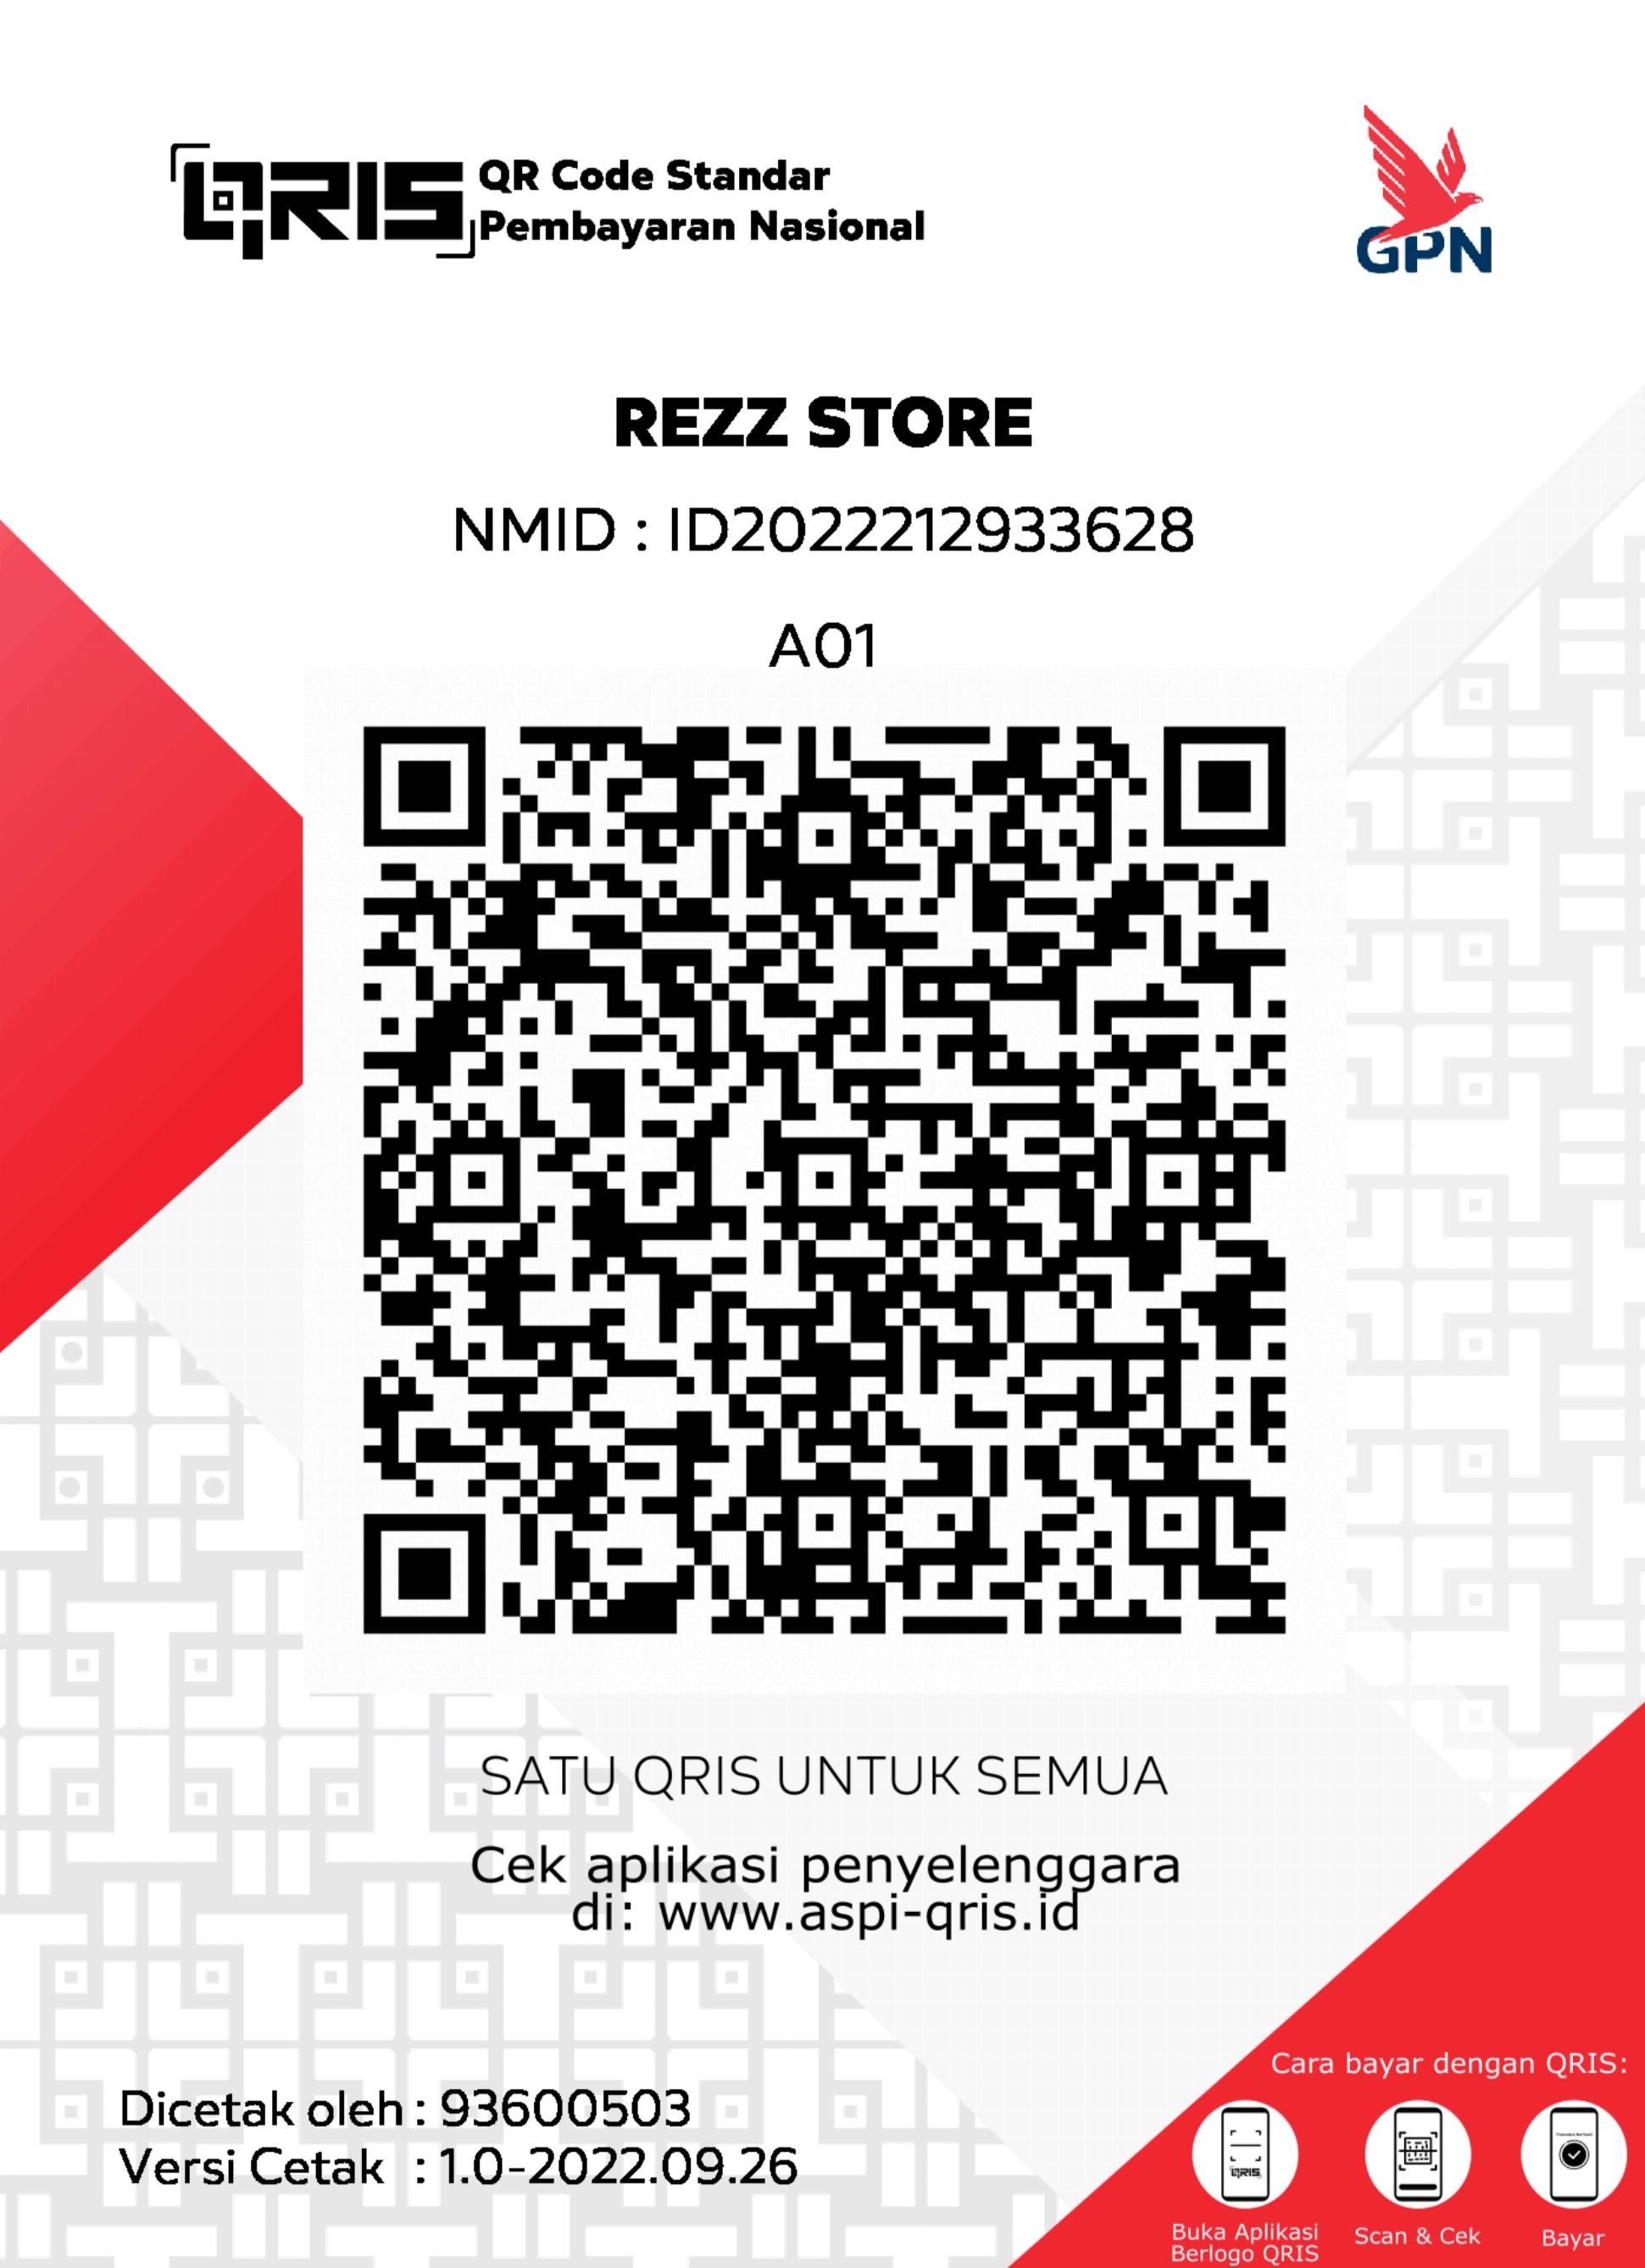 QRIS QR Code Standar
Pembayaran Nasional
GPN
REZZ STORE
NMID : ID2022212933628
A01
SATU QRIS UNTUK SEMUA
Cek aplikasi penyelenggara
di: www.aspi-qris.id
Dicetak oleh : 93600503
Versi Cetak : 1.0-2022.09.26
Cara bayar dengan QRIS:
QRIS
Buka Aplikasi
Berlogo QRIS
Scan & Cek
Bayar